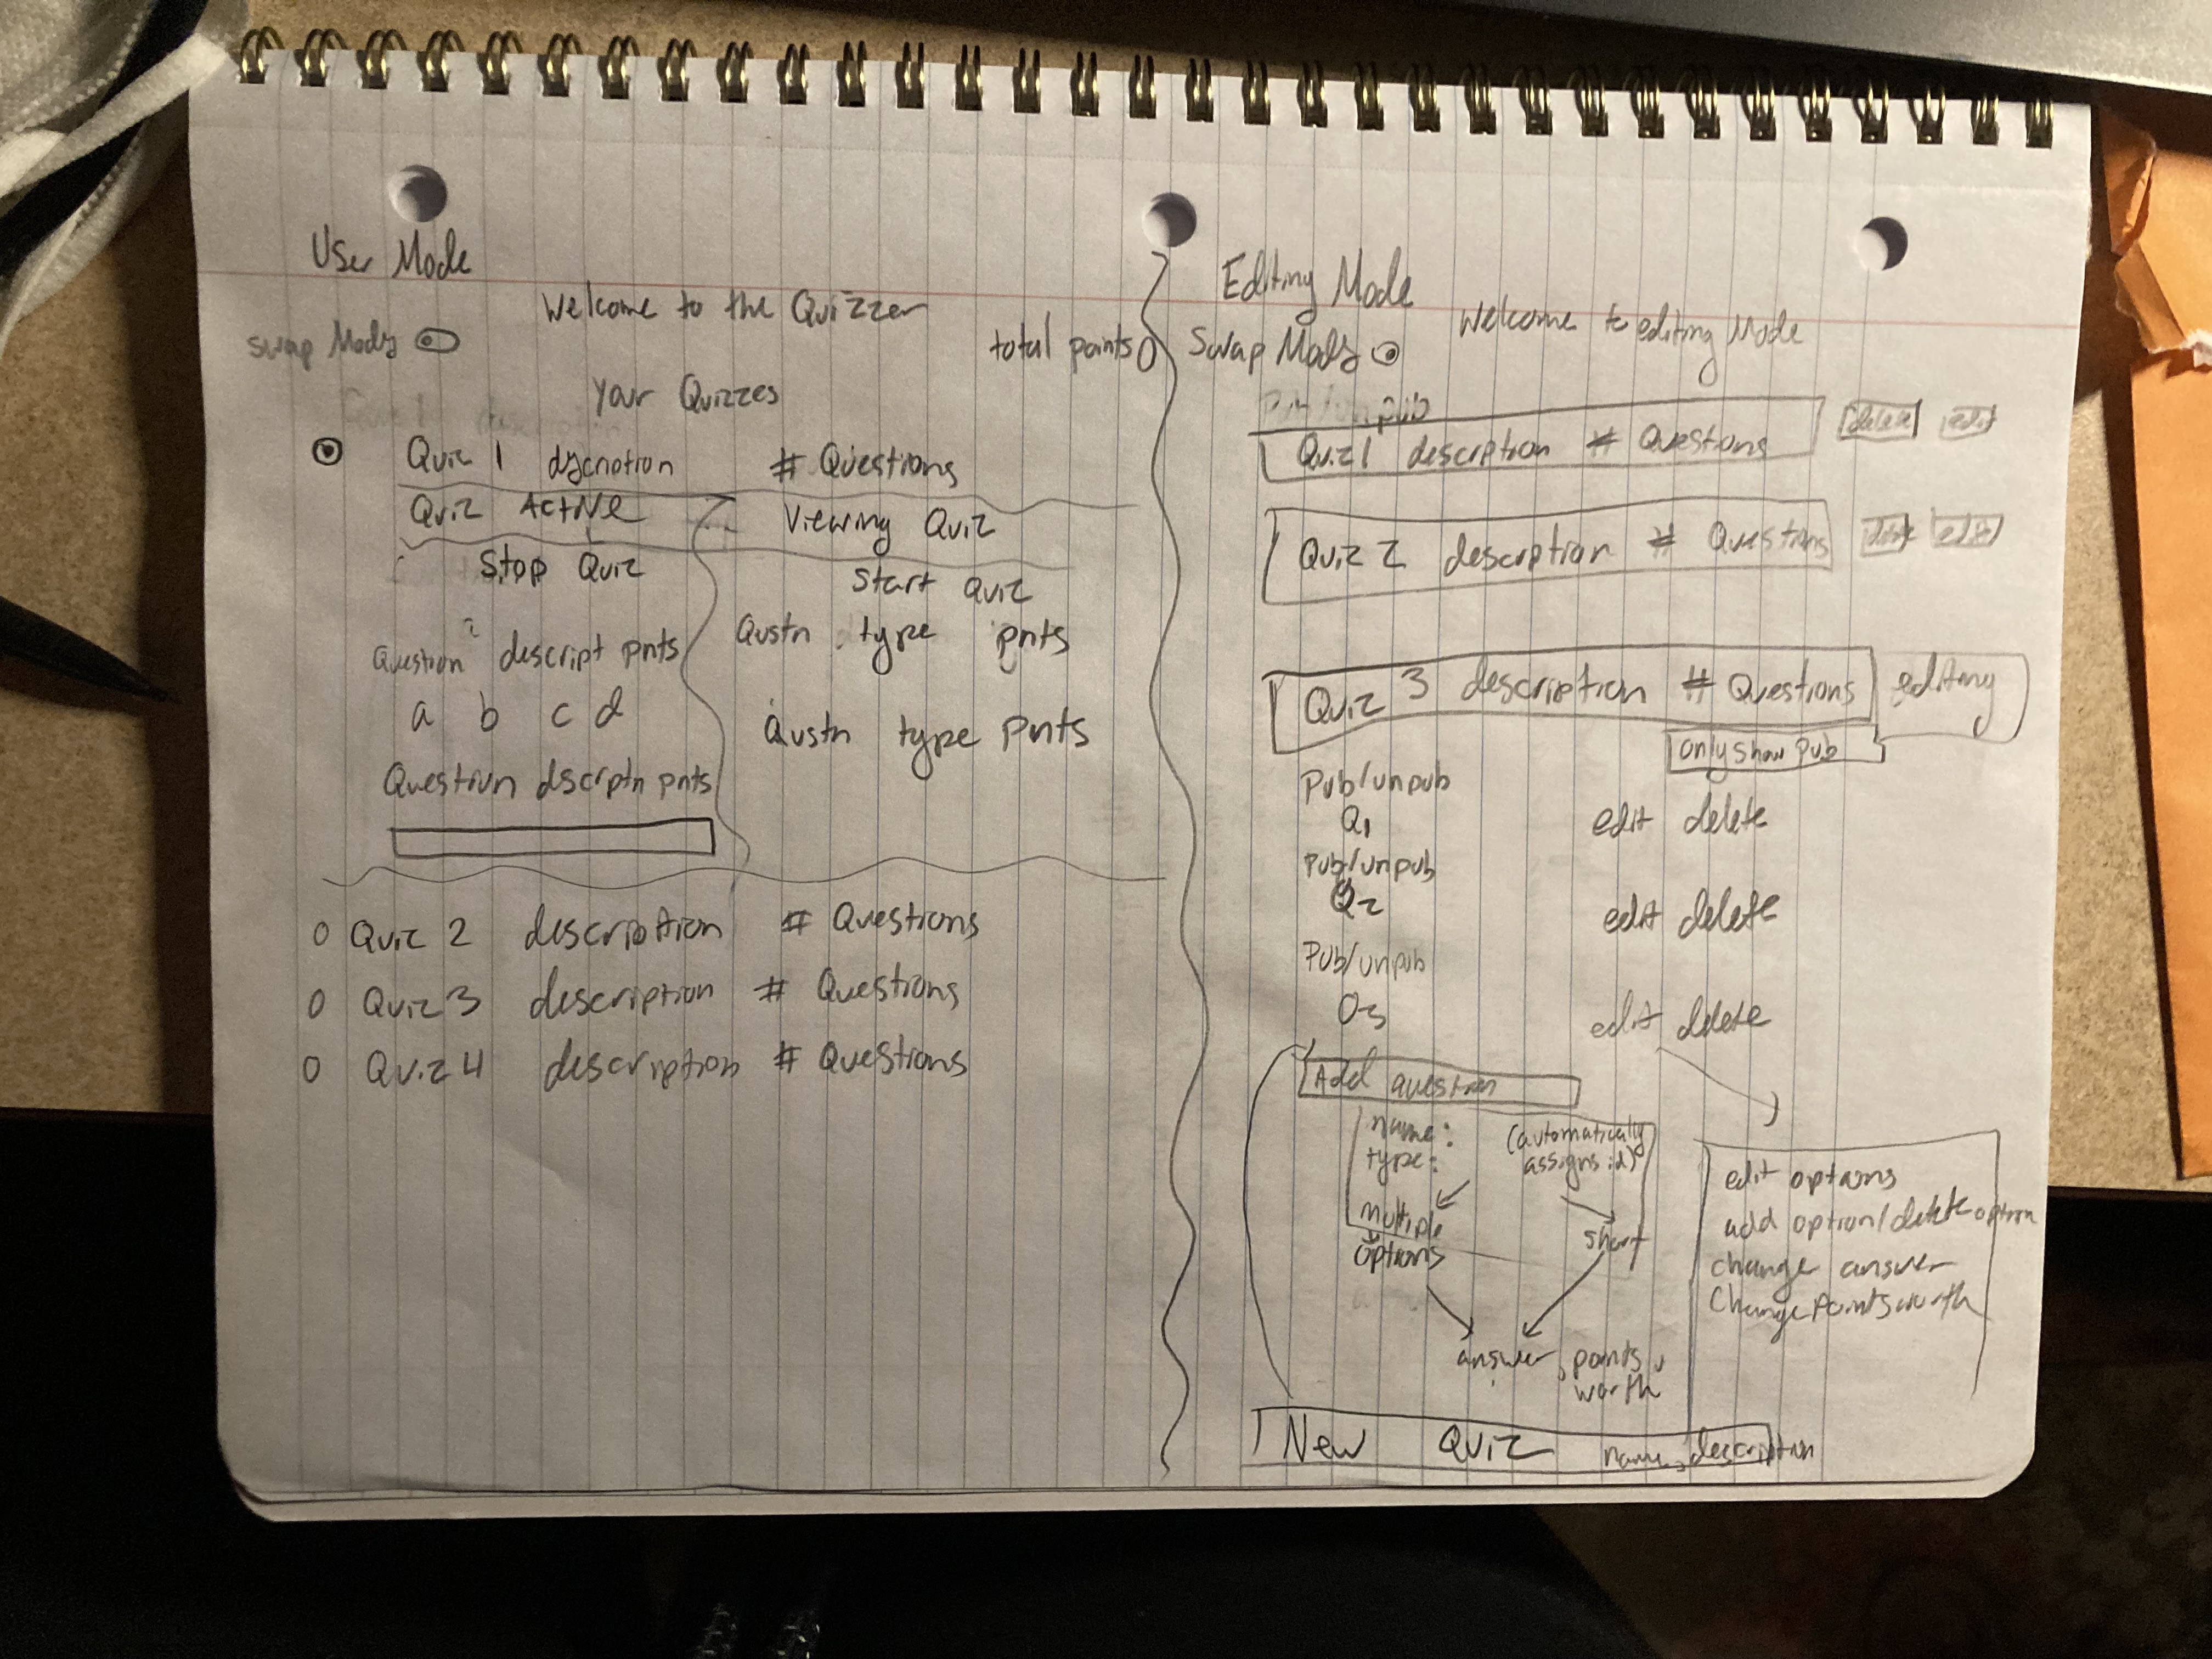 User Mode
Welcome to the Quizzer
Swap Mods
total points 0
Your Quizzes
Quiz 1 # Questions
Quiz Active
Viewing Quiz
Stop Quiz
Start Quiz
Question descript pnts
Qustn type pnts
a b c d
Qustn type pnts
Question dscrptn pnts
O Quiz 2 description # Questions
O Quiz 3 description # Questions
O Quiz 4 description # Questions
Editing Mode
Welcome to editing Mode
Swap Mods
Pub/unpub
Quiz 1 description # Questions
delete edit
Quiz 2 description # Questions
delete edit
Quiz 3 description # Questions
editing
only show pub
Pub/unpub
Q1 edit delete
Pub/unpub
Q2 edit delete
Pub/unpub
Q3 edit delete
Add question
name:
type:
(automatically
assigns id)
multiple
short
options
answer, points
worth
edit options
add option/delete option
change answer
Change Points worth
New Quiz name, description